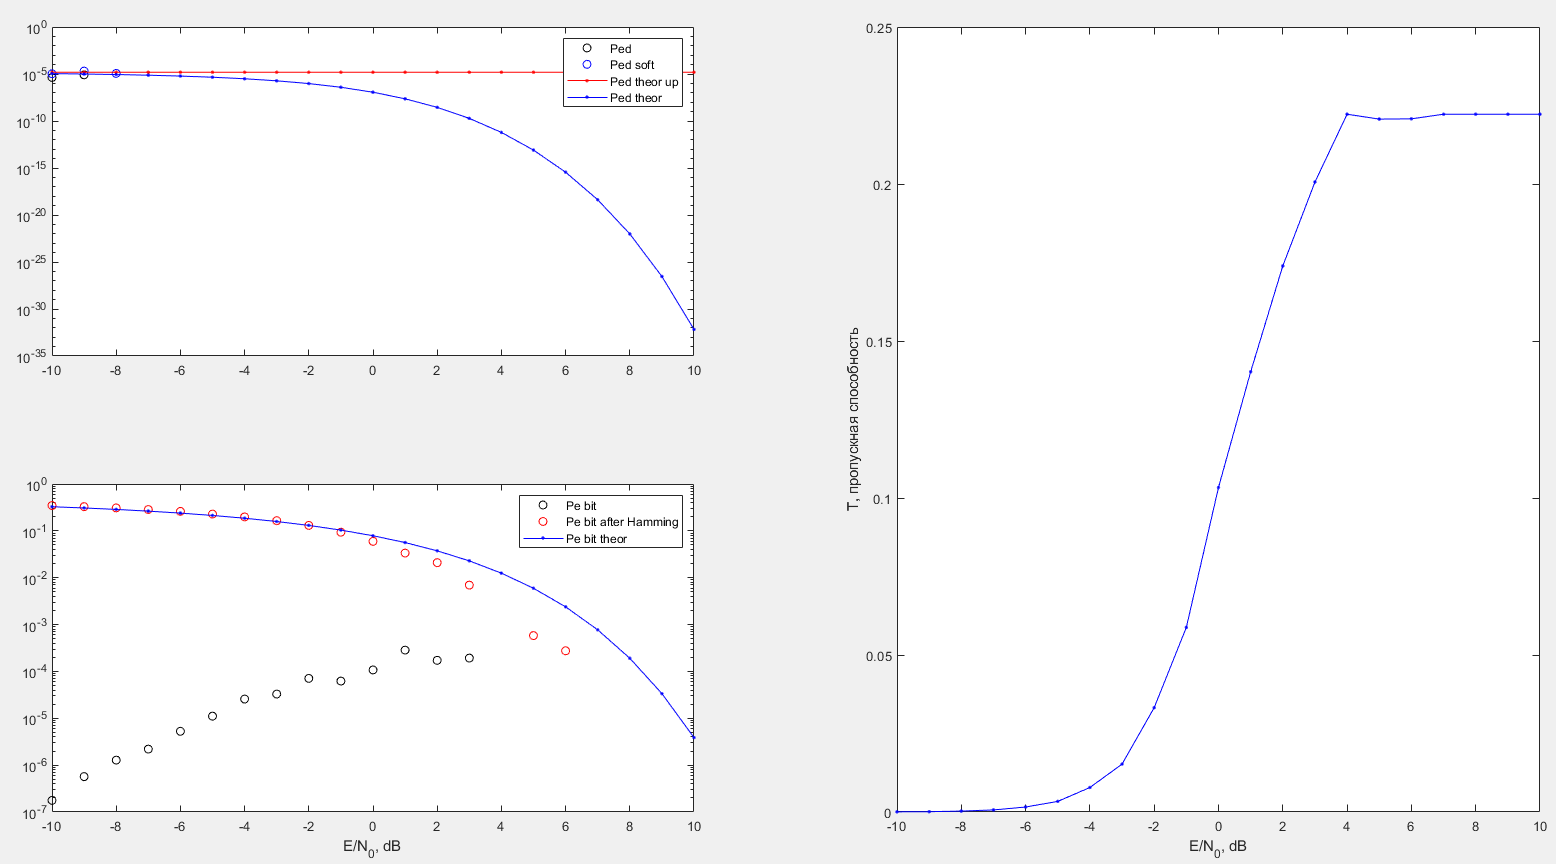 10^0
10^-5
10^-10
10^-15
10^-20
10^-25
10^-30
10^-35
-10 -8 -6 -4 -2 0 2 4 6 8 10
Ped
Ped soft
Ped theor up
Ped theor
10^0
10^-1
10^-2
10^-3
10^-4
10^-5
10^-6
10^-7
-10 -8 -6 -4 -2 0 2 4 6 8 10
E/N_0, dB
Pe bit
Pe bit after Hamming
Pe bit theor
T, пропускная способность
0.25
0.2
0.15
0.1
0.05
0
-10 -8 -6 -4 -2 0 2 4 6 8 10
E/N_0, dB